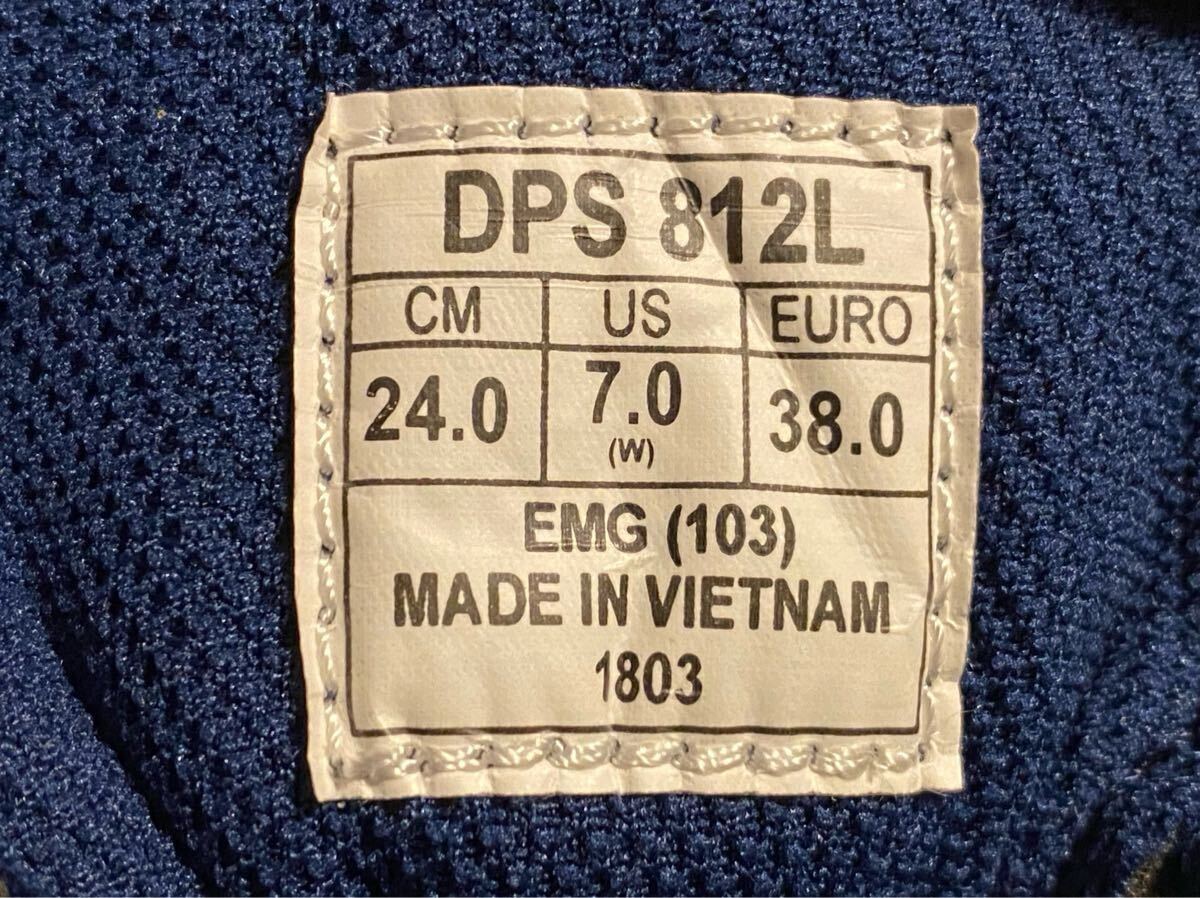 DPS 812L
CM US EURO
24.0 7.0 38.0
(W)
EMG (103)
MADE IN VIETNAM
1803